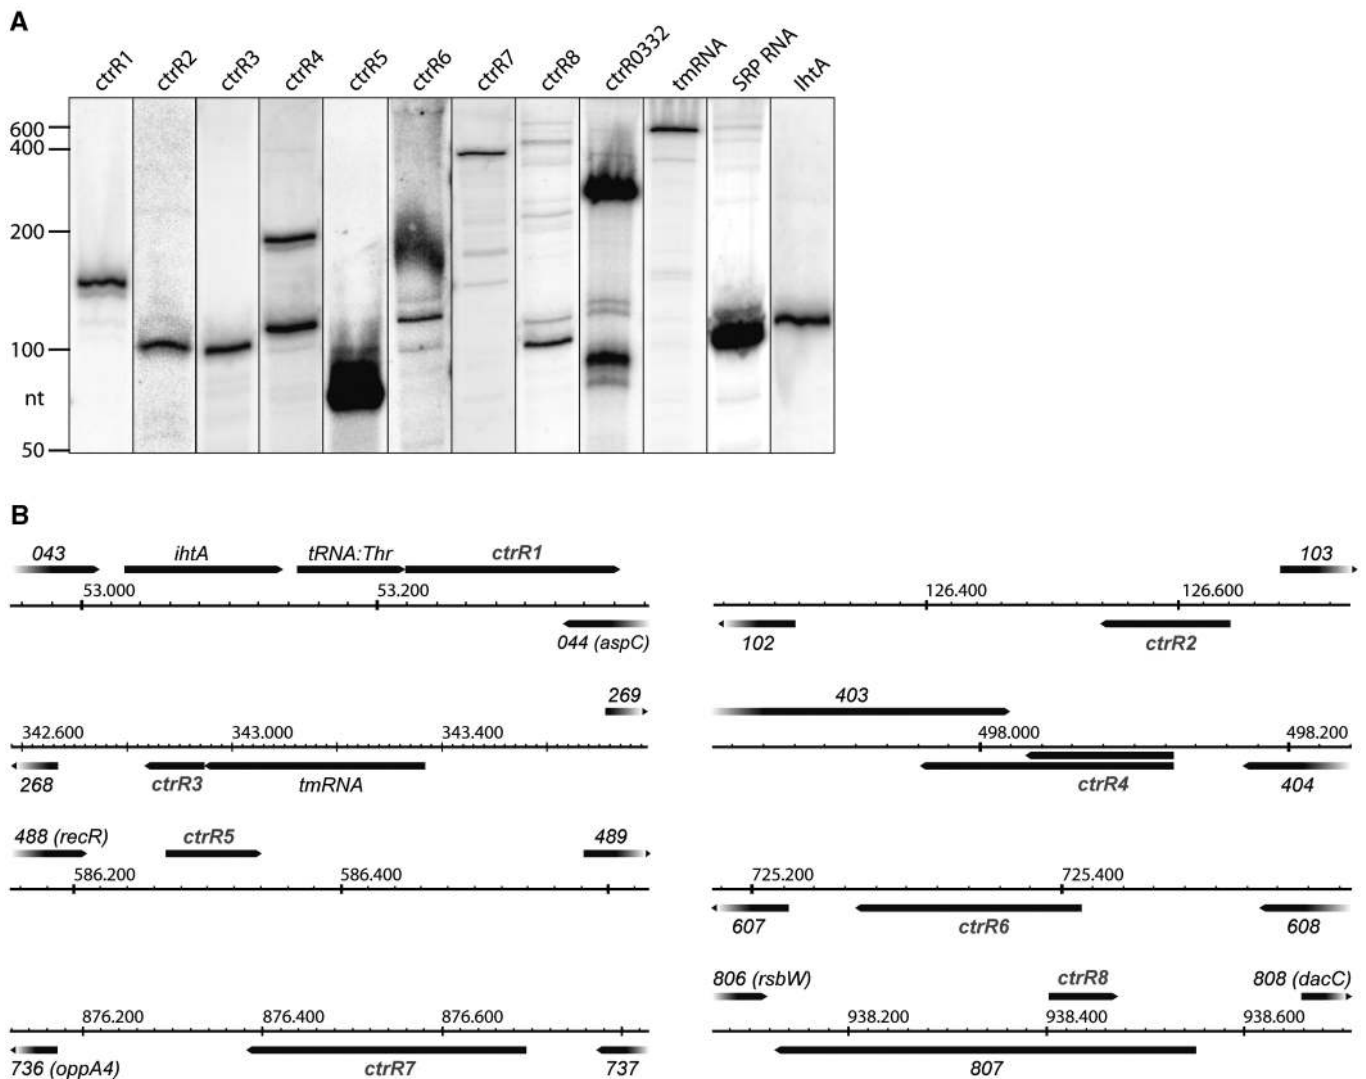 A
ctrR1 ctrR2 ctrR3 ctrR4 ctrR5 ctrR6 ctrR7 ctrR8 ctrR0332 tmRNA SRP RNA IhtA
600
400
200
100
nt
50
B
043 ihtA tRNA:Thr ctrR1
53.000 53.200
044 (aspC)
103
126.400 126.600
102 ctrR2
269
342.600 343.000 343.400
268 ctrR3 tmRNA
403
498.000 498.200
ctrR4 404
488 (recR) ctrR5 489
586.200 586.400
725.200 725.400
607 ctrR6 608
876.200 876.400 876.600
736 (oppA4) ctrR7 737
806 (rsbW) ctrR8 808 (dacC)
938.200 938.400 938.600
807